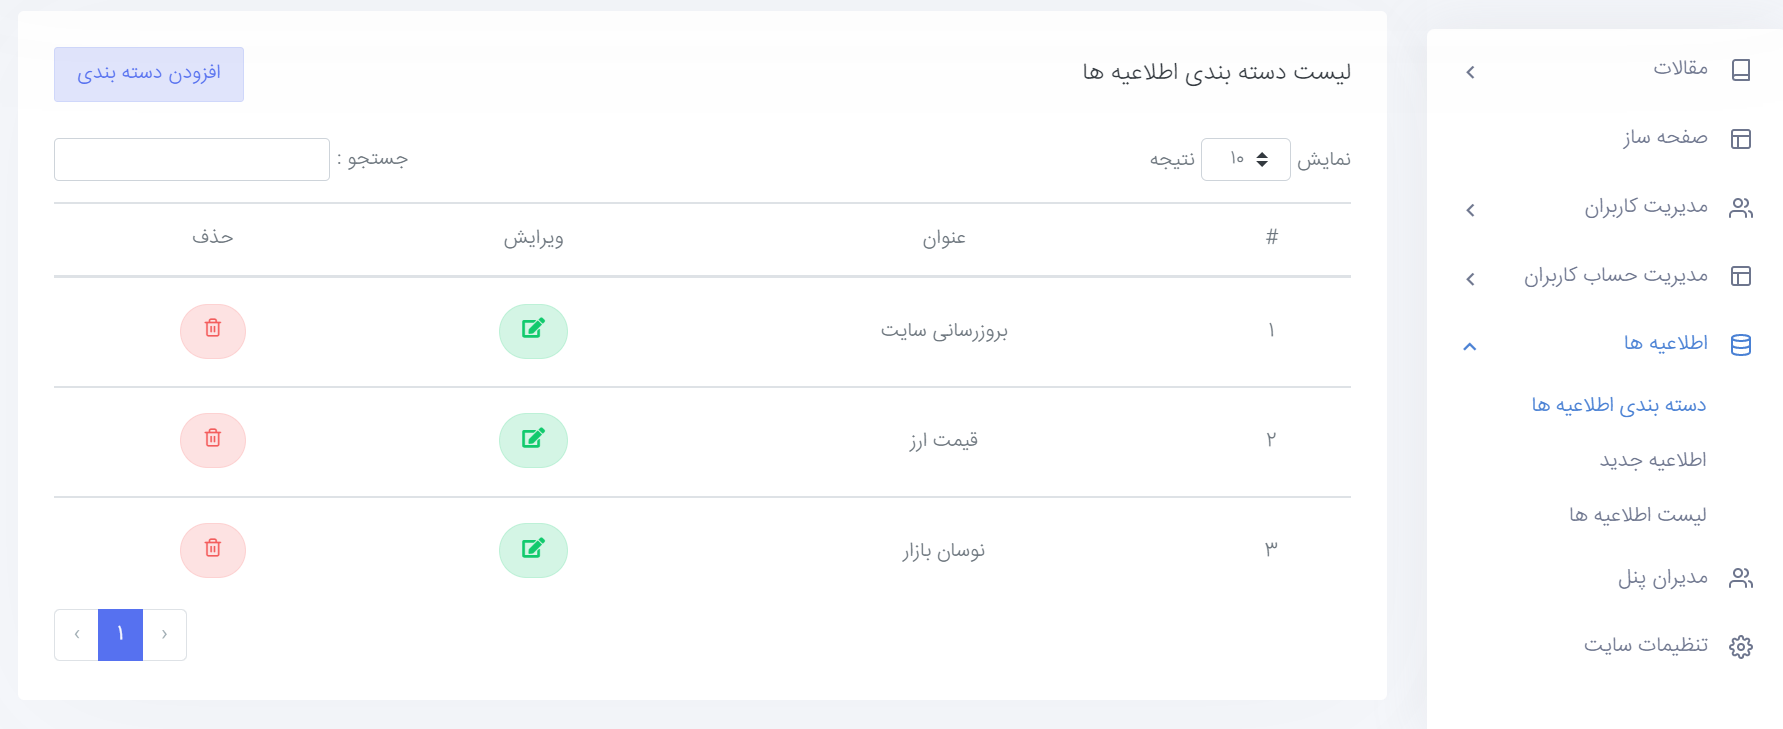 مقالات
صفحه ساز
مدیریت کاربران
مدیریت حساب کاربران
اطلاعیه ها
دسته بندی اطلاعیه ها
اطلاعیه جدید
لیست اطلاعیه ها
مدیران پنل
تنظیمات سایت
لیست دسته بندی اطلاعیه ها افزودن دسته بندی
نمایش ۱۰ نتیجه جستجو :
# عنوان ویرایش حذف
۱ بروزرسانی سایت
۲ قیمت ارز
۳ نوسان بازار
‹ ۱ ›